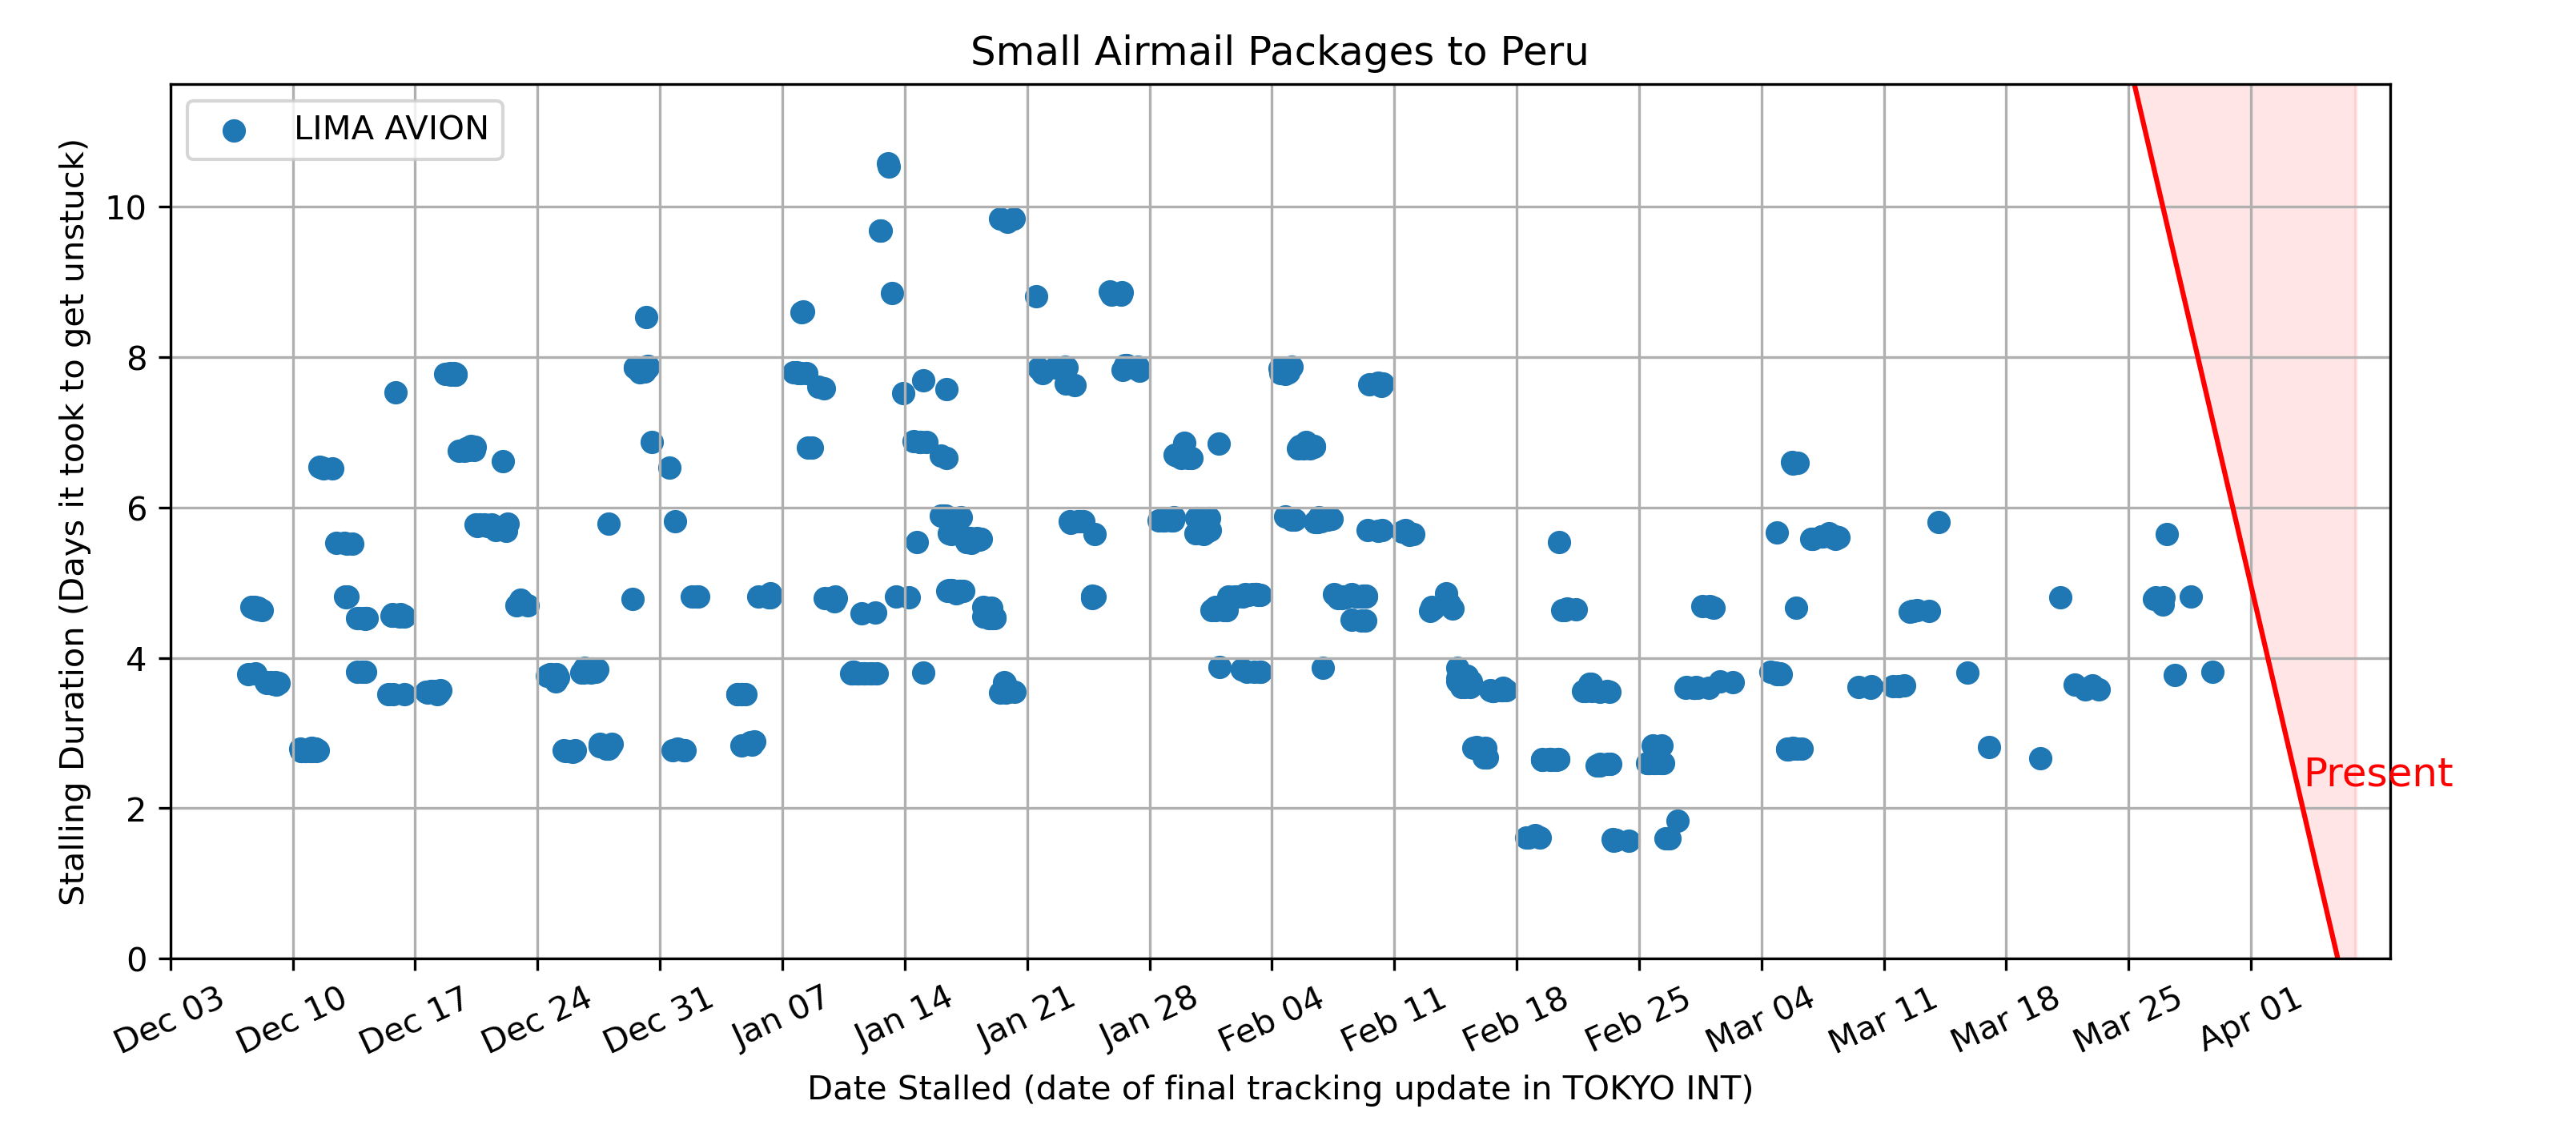 Small Airmail Packages to Peru
LIMA AVION
Stalling Duration (Days it took to get unstuck)
10
8
6
4
2
0
Present
Dec 03
Dec 10
Dec 17
Dec 24
Dec 31
Jan 07
Jan 14
Jan 21
Jan 28
Feb 04
Feb 11
Feb 18
Feb 25
Mar 04
Mar 11
Mar 18
Mar 25
Apr 01
Date Stalled (date of final tracking update in TOKYO INT)